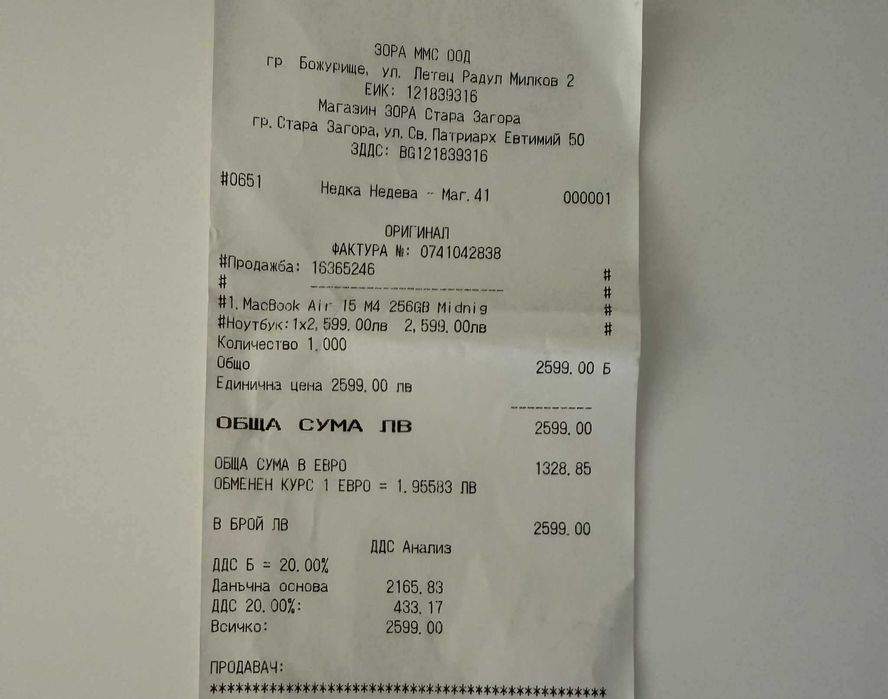 ЗОРА ММС ООД
гр Божурище, ул. Летец Радул Милков 2
ЕИК: 121839316
Магазин ЗОРА Стара Загора
гр. Стара Загора, ул. Св. Патриарх Евтимий 50
ЗДДС: BG121839316
#0651 Недка Недева - Маг. 41 000001
ОРИГИНАЛ
ФАКТУРА №: 0741042838
#Продажба: 16365246 #
# ------------------------------ #
#1. MacBook Air 15 M4 256GB Midnig #
#Ноутбук:1x2,599.00лв 2,599.00лв #
Количество 1.000
Общо 2599.00 Б
Единична цена 2599.00 лв
------------
ОБЩА СУМА ЛВ 2599.00
ОБЩА СУМА В ЕВРО 1328.85
ОБМЕНЕН КУРС 1 ЕВРО = 1.95583 ЛВ
В БРОЙ ЛВ 2599.00
ДДС Анализ
ДДС Б = 20.00%
Данъчна основа 2165.83
ДДС 20.00%: 433.17
Всичко: 2599.00
ПРОДАВАЧ:
**********************************************